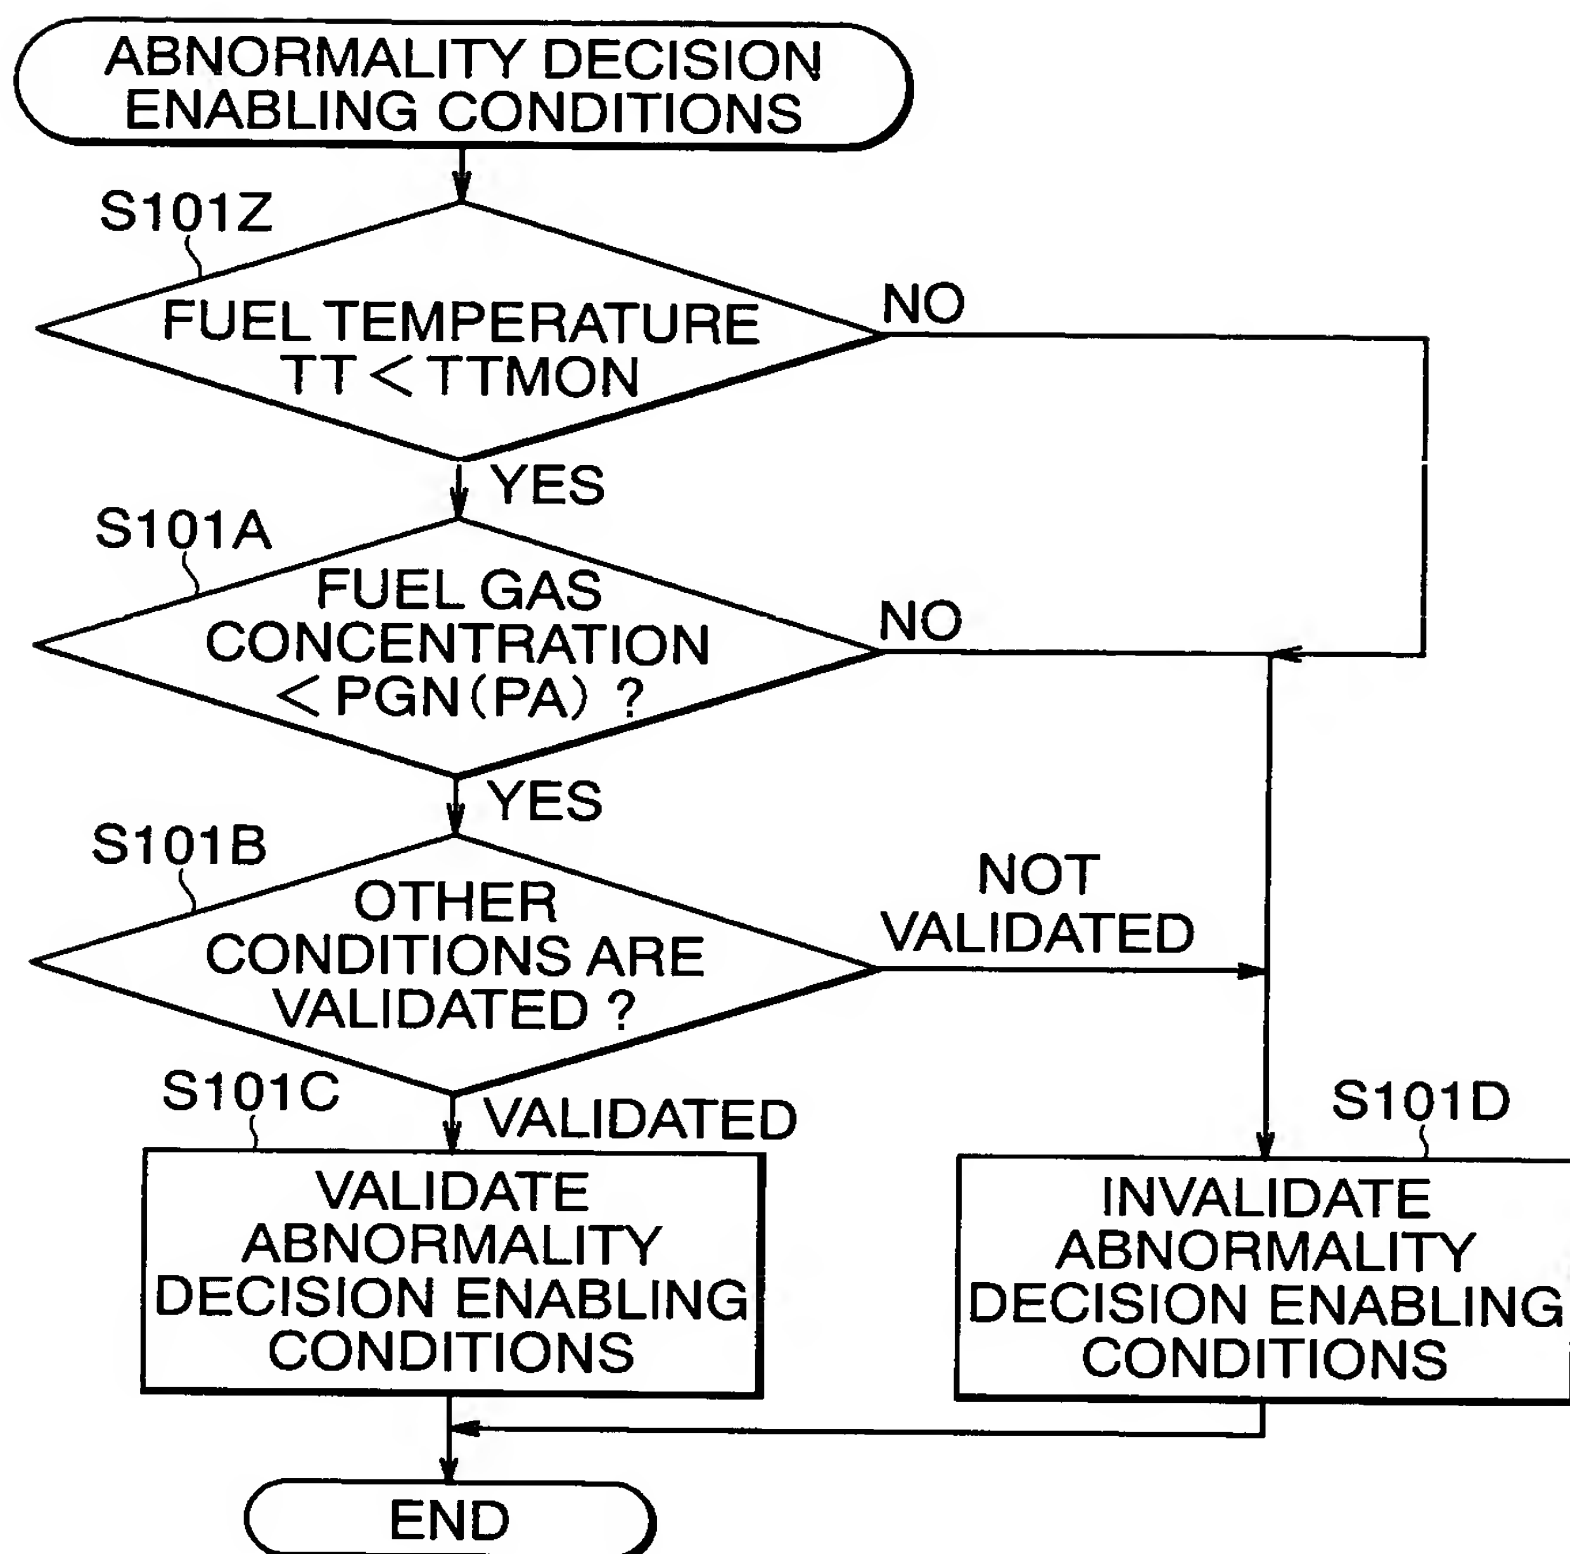 ABNORMALITY DECISION
ENABLING CONDITIONS
S101Z
FUEL TEMPERATURE
TT < TTMON
NO
YES
S101A
FUEL GAS
CONCENTRATION
< PGN (PA) ?
NO
YES
S101B
OTHER
CONDITIONS ARE
VALIDATED ?
NOT
VALIDATED
S101C
VALIDATED
S101D
VALIDATE
ABNORMALITY
DECISION ENABLING
CONDITIONS
INVALIDATE
ABNORMALITY
DECISION ENABLING
CONDITIONS
END